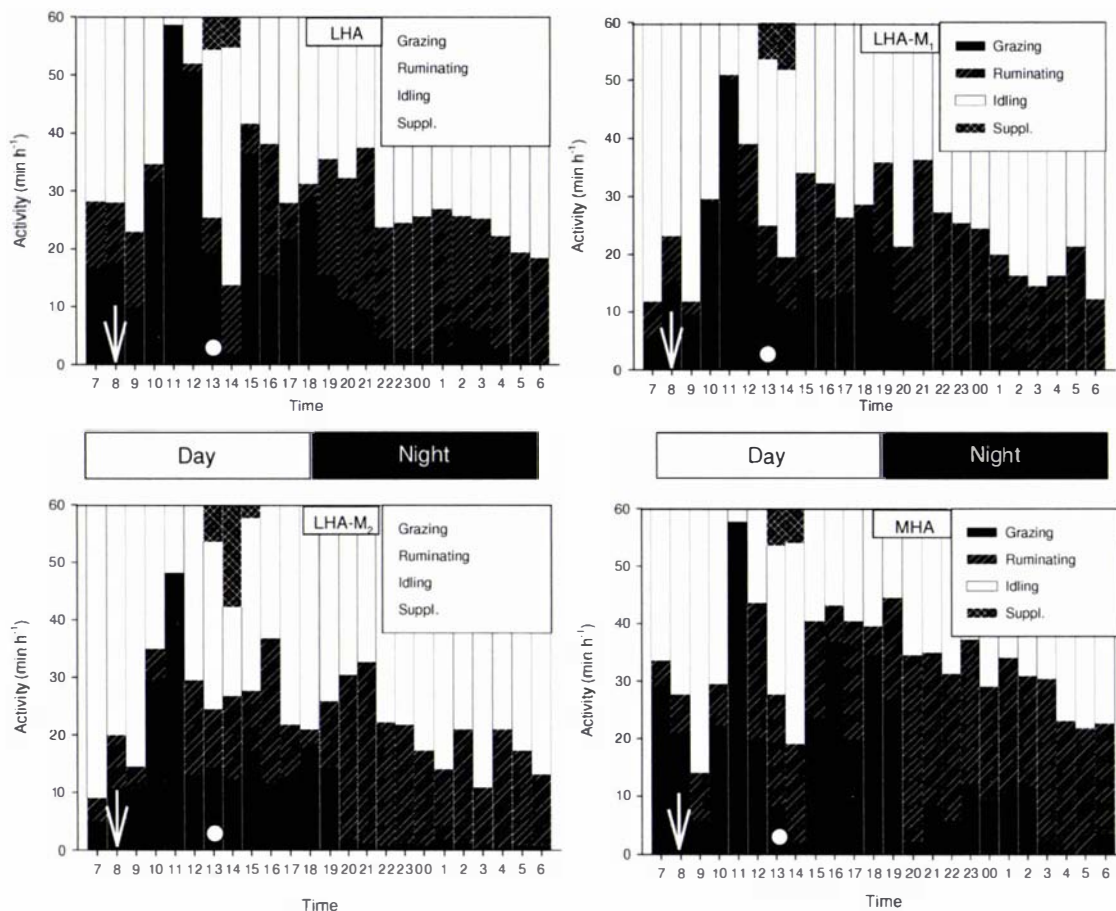 LHA
Grazing
Ruminating
Idling
Suppl.
60
50
40
30
20
10
0
Activity (min h⁻¹)
7 8 9 10 11 12 13 14 15 16 17 18 19 20 21 22 23 00 1 2 3 4 5 6
Time
LHA-M₁
Grazing
Ruminating
Idling
Suppl.
60
50
40
30
20
10
0
Activity (min h⁻¹)
7 8 9 10 11 12 13 14 15 16 17 18 19 20 21 22 23 00 1 2 3 4 5 6
Time
Day Night
Day Night
LHA-M₂
Grazing
Ruminating
Idling
Suppl.
60
50
40
30
20
10
0
Activity (min h⁻¹)
7 8 9 10 11 12 13 14 15 16 17 18 19 20 21 22 23 00 1 2 3 4 5 6
Time
MHA
Grazing
Ruminating
Idling
Suppl.
60
50
40
30
20
10
0
Activity (min h⁻¹)
7 8 9 10 11 12 13 14 15 16 17 18 19 20 21 22 23 00 1 2 3 4 5 6
Time